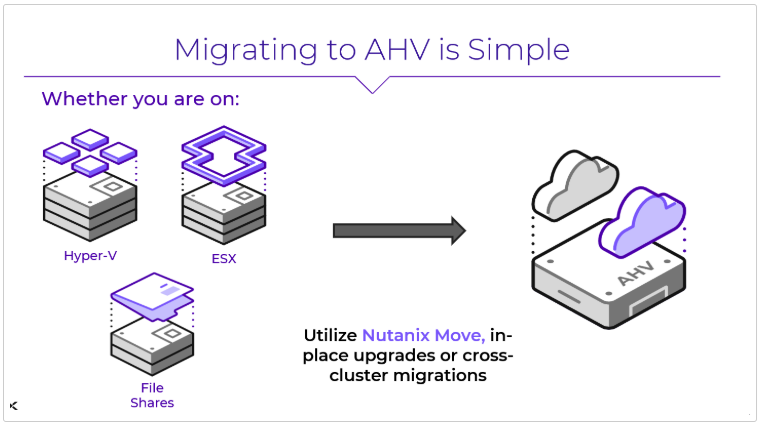 Migrating to AHV is Simple
Whether you are on:
Hyper-V
ESX
AHV
File
Shares
Utilize Nutanix Move, in-
place upgrades or cross-
cluster migrations